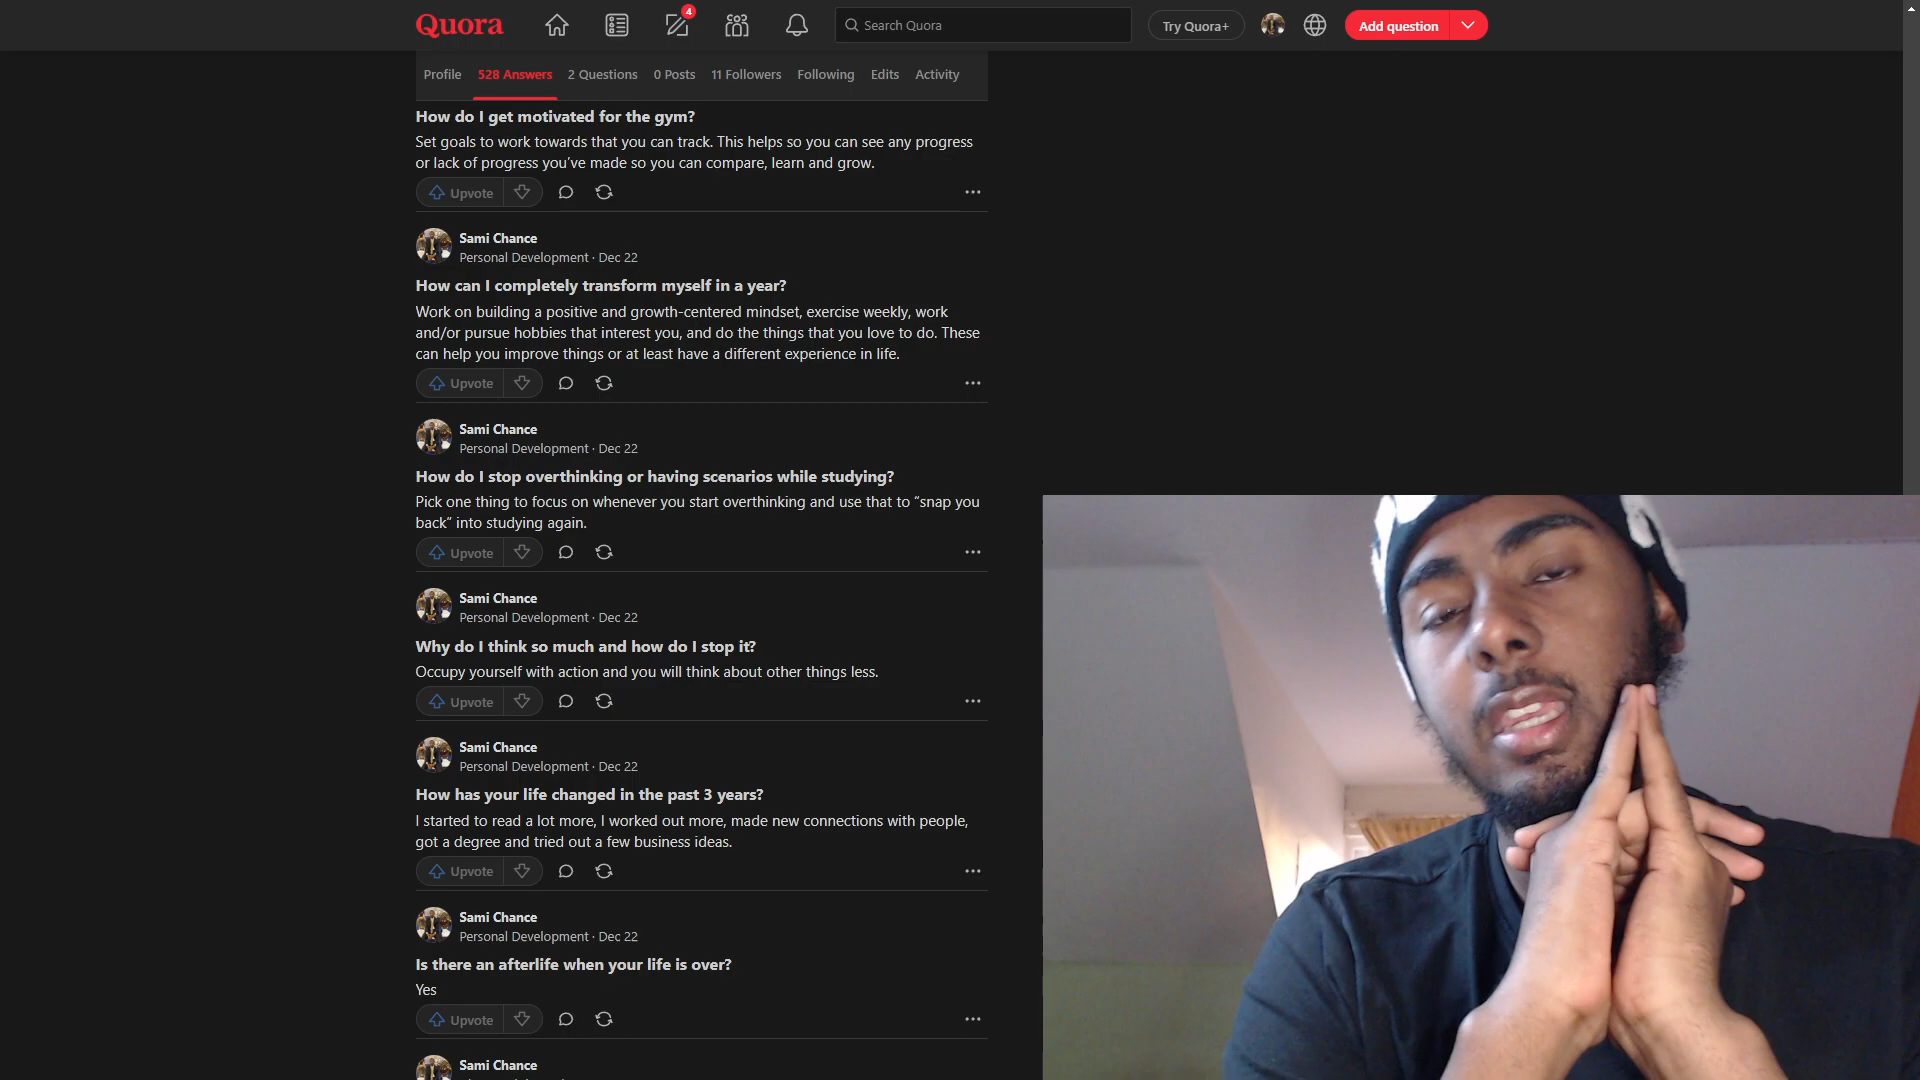 Quora
4
Search Quora
Try Quora+
Add question
Profile
528 Answers
2 Questions
0 Posts
11 Followers
Following
Edits
Activity
How do I get motivated for the gym?
Set goals to work towards that you can track. This helps so you can see any progress
or lack of progress you’ve made so you can compare, learn and grow.
Upvote
Sami Chance
Personal Development · Dec 22
How can I completely transform myself in a year?
Work on building a positive and growth-centered mindset, exercise weekly, work
and/or pursue hobbies that interest you, and do the things that you love to do. These
can help you improve things or at least have a different experience in life.
Upvote
Sami Chance
Personal Development · Dec 22
How do I stop overthinking or having scenarios while studying?
Pick one thing to focus on whenever you start overthinking and use that to “snap you
back” into studying again.
Upvote
Sami Chance
Personal Development · Dec 22
Why do I think so much and how do I stop it?
Occupy yourself with action and you will think about other things less.
Upvote
Sami Chance
Personal Development · Dec 22
How has your life changed in the past 3 years?
I started to read a lot more, I worked out more, made new connections with people,
got a degree and tried out a few business ideas.
Upvote
Sami Chance
Personal Development · Dec 22
Is there an afterlife when your life is over?
Yes
Upvote
Sami Chance